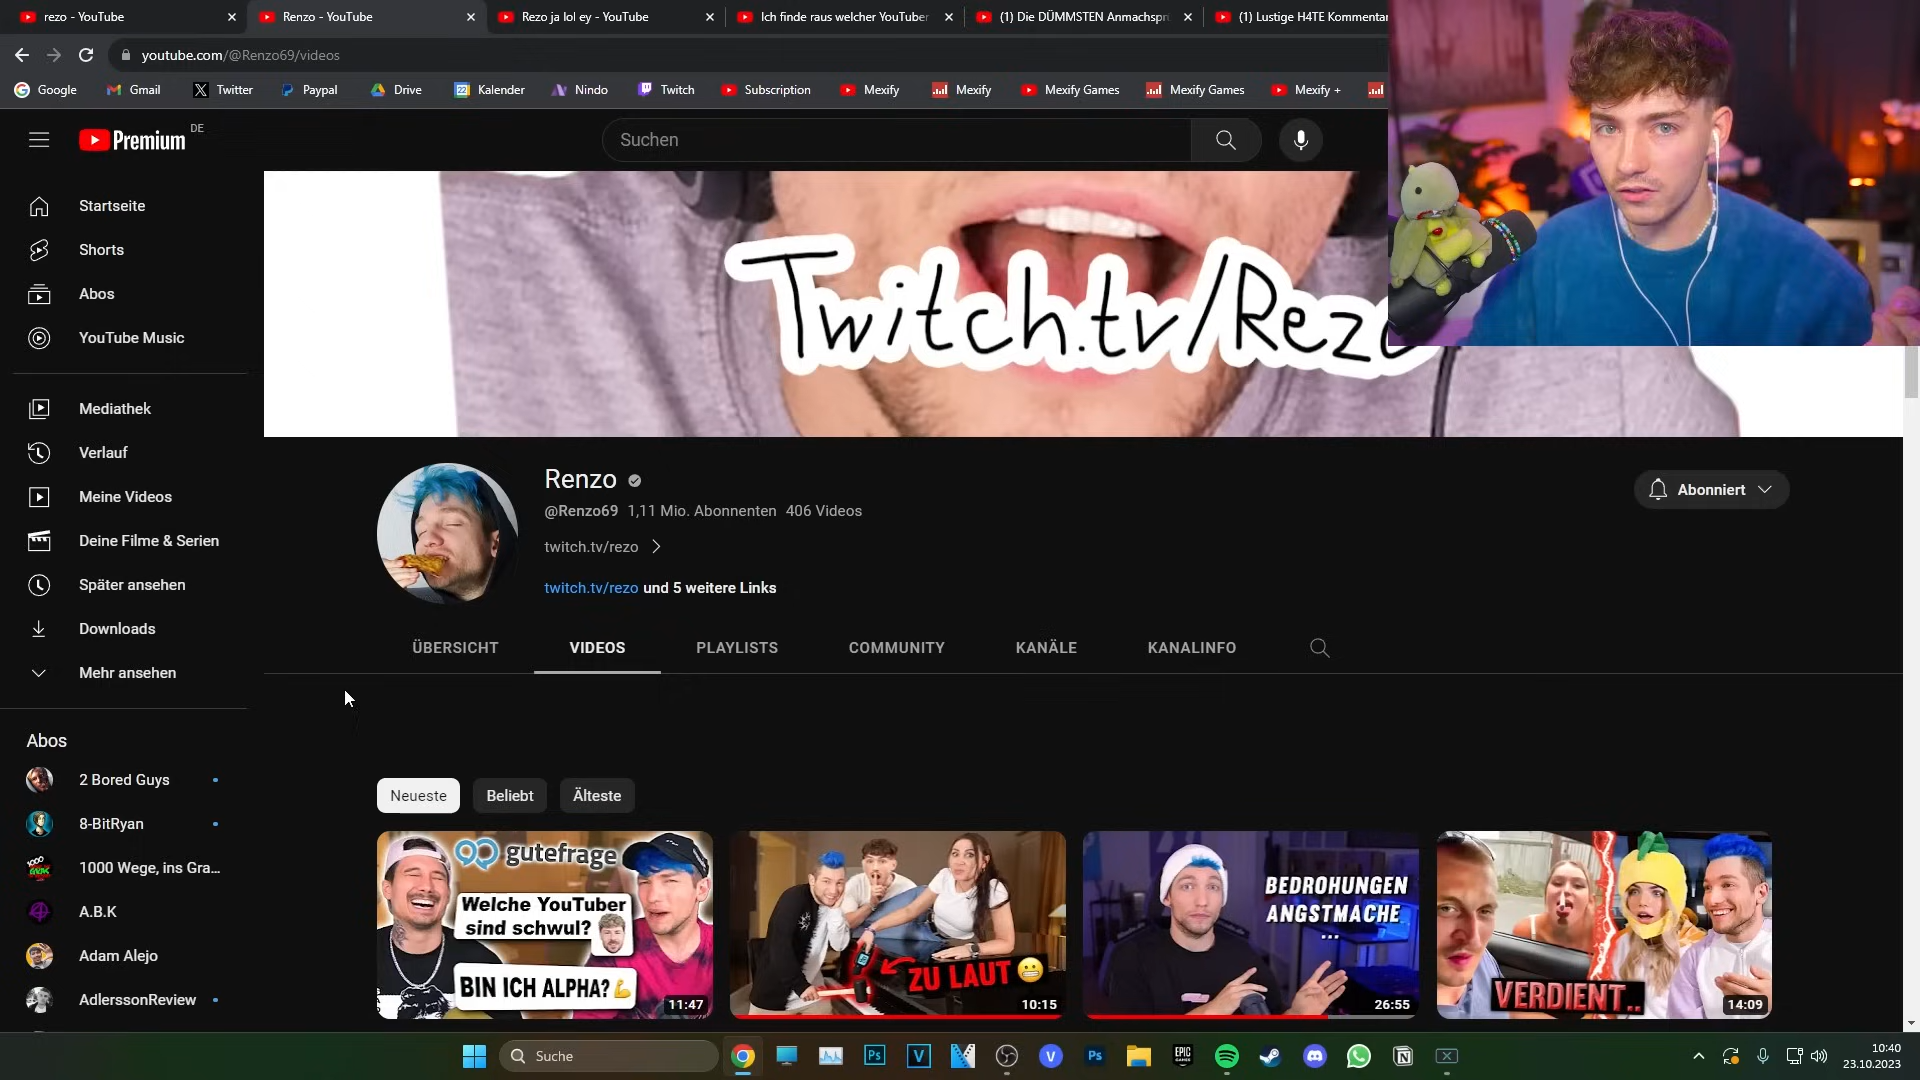 rezo - YouTube
Renzo - YouTube
Rezo ja lol ey - YouTube
Ich finde raus welcher YouTuber
(1) Die DÜMMSTEN Anmachspr
(1) Lustige H4TE Kommentar
youtube.com/@Renzo69/videos
Google
Gmail
Twitter
Paypal
Drive
Kalender
Nindo
Twitch
Subscription
Mexify
Mexify
Mexify Games
Mexify Games
Mexify +
Premium DE
Suchen
Startseite
Shorts
Abos
YouTube Music
Mediathek
Verlauf
Meine Videos
Deine Filme & Serien
Später ansehen
Downloads
Mehr ansehen
Abos
2 Bored Guys
8-BitRyan
1000 Wege, ins Gra...
A.B.K
Adam Alejo
AdlerssonReview
Twitch.tv/Rezo
Renzo
@Renzo69 1,11 Mio. Abonnenten 406 Videos
twitch.tv/rezo
twitch.tv/rezo und 5 weitere Links
Abonniert
ÜBERSICHT
VIDEOS
PLAYLISTS
COMMUNITY
KANÄLE
KANALINFO
Neueste
Beliebt
Älteste
gutefrage
Welche YouTuber
sind schwul?
BIN ICH ALPHA?
11:47
ZU LAUT
10:15
BEDROHUNGEN
ANGSTMACHE
...
26:55
VERDIENT..
14:09
Suche
10:40
23.10.2023